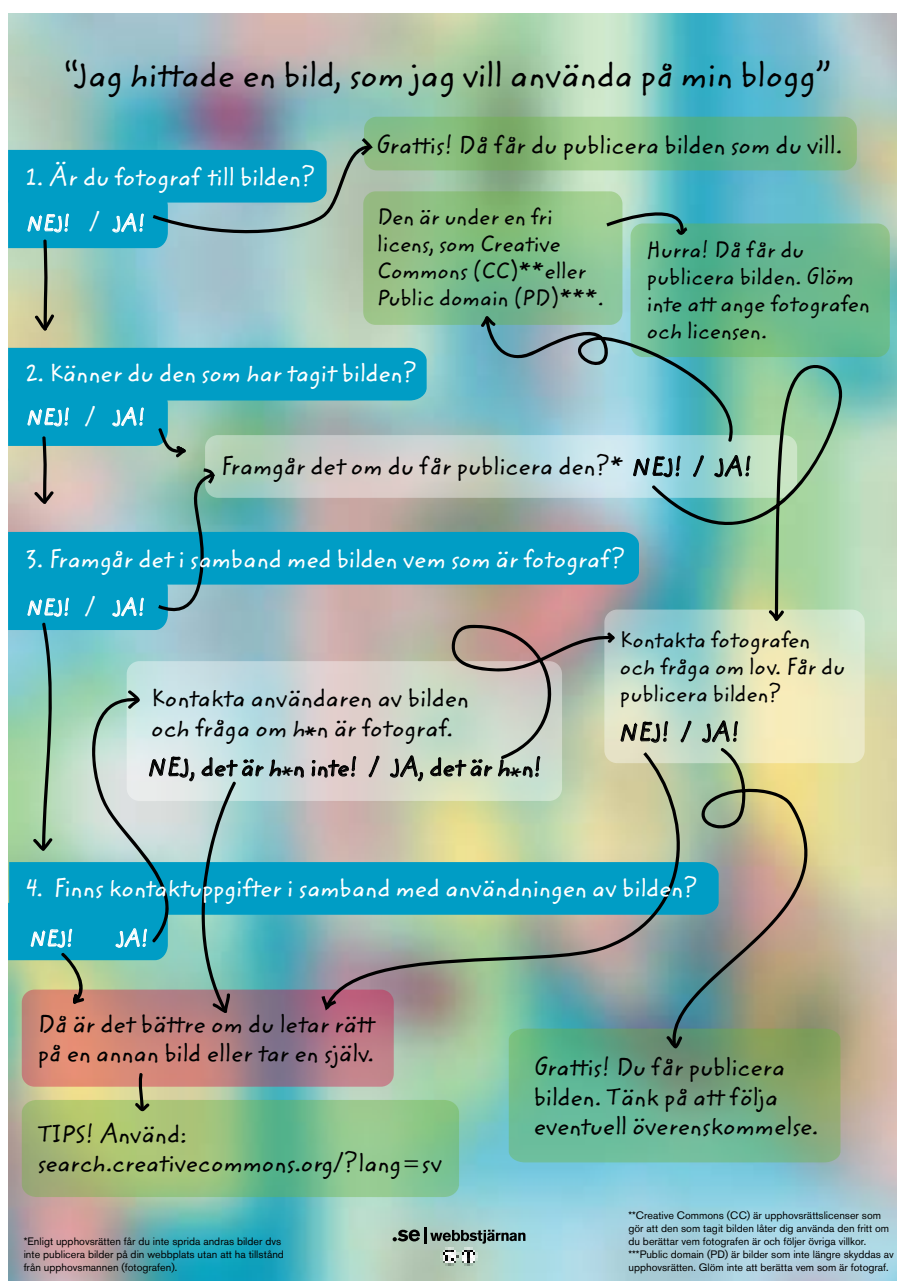 “Jag hittade en bild, som jag vill använda på min blogg”
Grattis! Då får du publicera bilden som du vill.
1. Är du fotograf till bilden?
NEJ! / JA!
Den är under en fri
licens, som Creative
Commons (CC)**eller
Public domain (PD)***.
Hurra! Då får du
publicera bilden. Glöm
inte att ange fotografen
och licensen.
2. Känner du den som har tagit bilden?
NEJ! / JA!
Framgår det om du får publicera den?* NEJ! / JA!
3. Framgår det i samband med bilden vem som är fotograf?
NEJ! / JA!
Kontakta fotografen
och fråga om lov. Får du
publicera bilden?
NEJ! / JA!
Kontakta användaren av bilden
och fråga om h*n är fotograf.
NEJ, det är h*n inte! / JA, det är h*n!
4. Finns kontaktuppgifter i samband med användningen av bilden?
NEJ! JA!
Då är det bättre om du letar rätt
på en annan bild eller tar en själv.
TIPS! Använd:
search.creativecommons.org/?lang=sv
Grattis! Du får publicera
bilden. Tänk på att följa
eventuell överenskommelse.
*Enligt upphovsrätten får du inte sprida andras bilder dvs
inte publicera bilder på din webbplats utan att ha tillstånd
från upphovsmannen (fotografen).
.se | webbstjärnan
**Creative Commons (CC) är upphovsrättslicenser som
gör att den som tagit bilden låter dig använda den fritt om
du berättar vem fotografen är och följer övriga villkor.
***Public domain (PD) är bilder som inte längre skyddas av
upphovsrätten. Glöm inte att berätta vem som är fotograf.